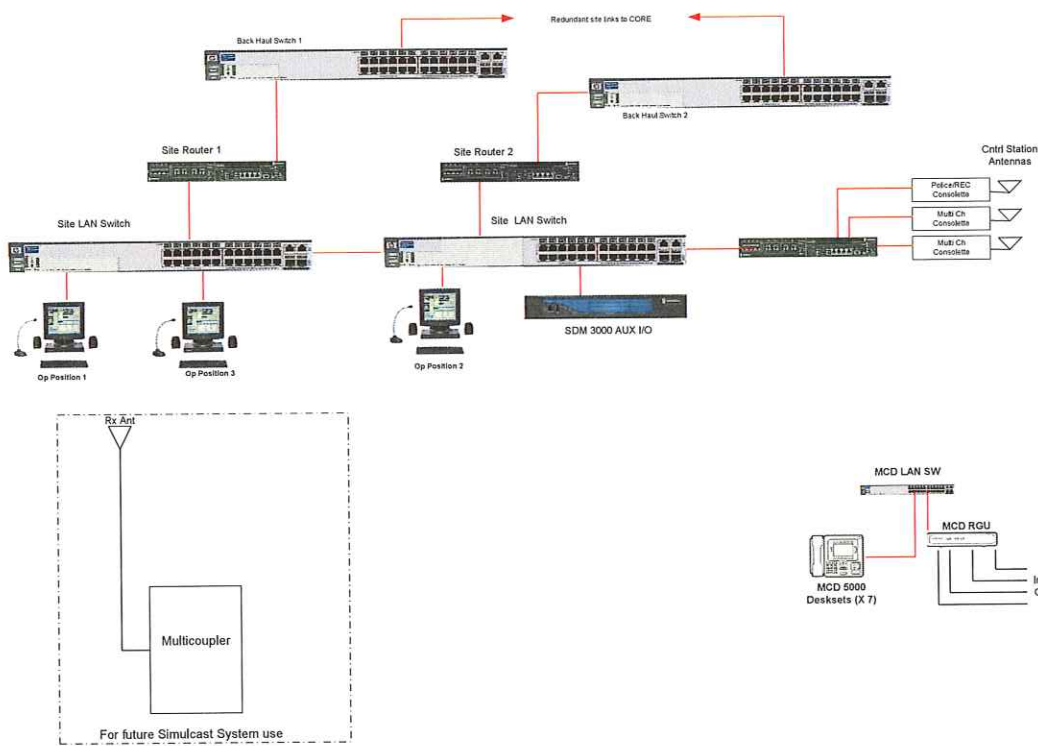 Redundant site links to CORE
Back Haul Switch 1
Back Haul Switch 2
Site Router 1
Site Router 2
Cntrl Station
Antennas
Police/REC
Consolette
Multi Ch
Consolette
Multi Ch
Consolette
Site LAN Switch
Site LAN Switch
SDM 3000 AUX I/O
Op Position 1
Op Position 3
Op Position 2
Rx Ant
Multicoupler
For future Simulcast System use
MCD LAN SW
MCD RGU
MCD 5000
Desksets (X 7)